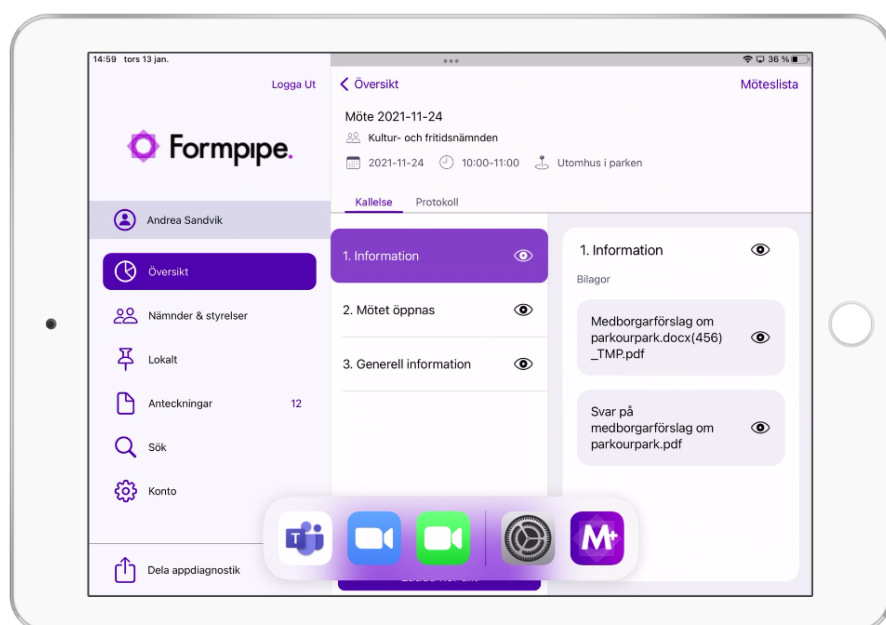 14:59 tors 13 jan.
36 %
Logga Ut
Översikt
Möteslista
Formpipe.
Möte 2021-11-24
Kultur- och fritidsnämnden
2021-11-24 10:00-11:00 Utomhus i parken
Kallelse Protokoll
Andrea Sandvik
Översikt
Nämnder & styrelser
Lokalt
Anteckningar 12
Sök
Konto
Dela appdiagnostik
1. Information
2. Mötet öppnas
3. Generell information
1. Information
Bilagor
Medborgarförslag om
parkourpark.docx(456)
_TMP.pdf
Svar på
medborgarförslag om
parkourpark.pdf
T
M+